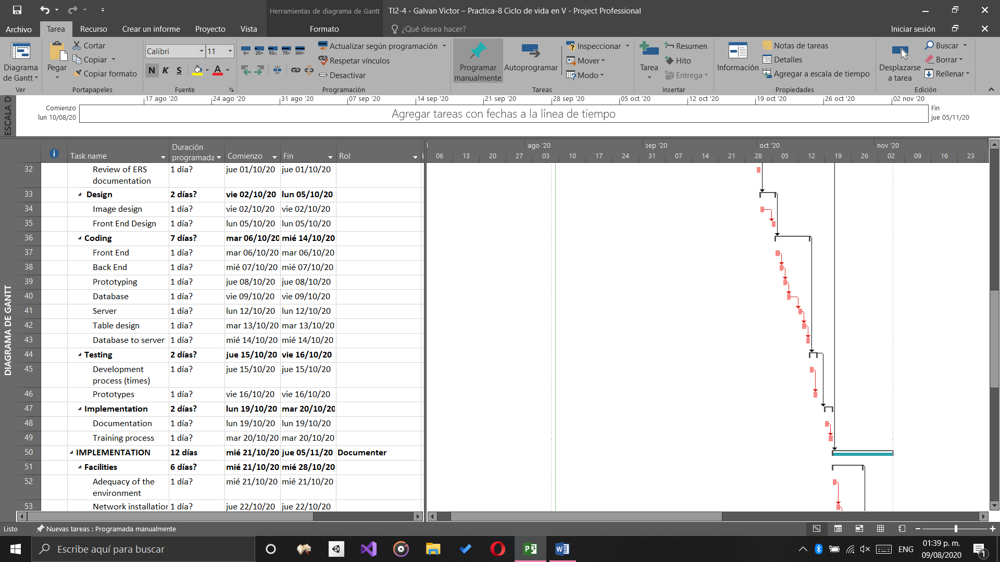 Herramientas de diagrama de Gantt
TI2-4 - Galvan Victor – Practica-8 Ciclo de vida en V - Project Professional
Archivo Tarea Recurso Crear un informe Proyecto Vista Formato ¿Qué desea hacer? Iniciar sesión
Diagrama de Gantt
Ver
Pegar
Cortar
Copiar
Copiar formato
Portapapeles
Calibri 11
N K S A
Fuente
0% 25% 50% 75% 100%
Actualizar según programación
Respetar vínculos
Desactivar
Programación
Programar manualmente
Autoprogramar
Inspeccionar
Mover
Modo
Tareas
Tarea
Resumen
Hito
Entrega
Insertar
Información
Notas de tareas
Detalles
Agregar a escala de tiempo
Propiedades
Desplazarse a tarea
Buscar
Borrar
Rellenar
Edición
ESCALA D
17 ago '20 24 ago '20 31 ago '20 07 sep '20 14 sep '20 21 sep '20 28 sep '20 05 oct '20 12 oct '20 19 oct '20 26 oct '20 02 nov '20
Comienzo
lun 10/08/20
Agregar tareas con fechas a la línea de tiempo
Fin
jue 05/11/20
DIAGRAMA DE GANTT
Task name Duración programada Comienzo Fin Rol
ago '20 sep '20 oct '20 nov '20
06 13 20 27 03 10 17 24 31 07 14 21 28 05 12 19 26 02 09 16 23
32 Review of ERS documentation 1 día? jue 01/10/20 jue 01/10/20
33 Design 2 días? vie 02/10/20 lun 05/10/20
34 Image design 1 día? vie 02/10/20 vie 02/10/20
35 Front End Design 1 día? lun 05/10/20 lun 05/10/20
36 Coding 7 días? mar 06/10/20 mié 14/10/20
37 Front End 1 día? mar 06/10/20 mar 06/10/20
38 Back End 1 día? mié 07/10/20 mié 07/10/20
39 Prototyping 1 día? jue 08/10/20 jue 08/10/20
40 Database 1 día? vie 09/10/20 vie 09/10/20
41 Server 1 día? lun 12/10/20 lun 12/10/20
42 Table design 1 día? mar 13/10/20 mar 13/10/20
43 Database to server 1 día? mié 14/10/20 mié 14/10/20
44 Testing 2 días? jue 15/10/20 vie 16/10/20
45 Development process (times) 1 día? jue 15/10/20 jue 15/10/20
46 Prototypes 1 día? vie 16/10/20 vie 16/10/20
47 Implementation 2 días? lun 19/10/20 mar 20/10/20
48 Documentation 1 día? lun 19/10/20 lun 19/10/20
49 Training process 1 día? mar 20/10/20 mar 20/10/20
50 IMPLEMENTATION 12 días mié 21/10/20 jue 05/11/20 Documenter
51 Facilities 6 días? mié 21/10/20 mié 28/10/20
52 Adequacy of the environment 1 día? mié 21/10/20 mié 21/10/20
53 Network installation 1 día? jue 22/10/20 jue 22/10/20
Listo Nuevas tareas : Programada manualmente
Escribe aquí para buscar
ENG
01:39 p. m.
09/08/2020
1